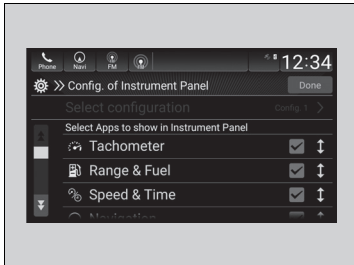 Phone Navi FM
12:34
Config. of Instrument Panel Done
Select configuration Config. 1
Select Apps to show in Instrument Panel
Tachometer
Range & Fuel
Speed & Time
Navigation